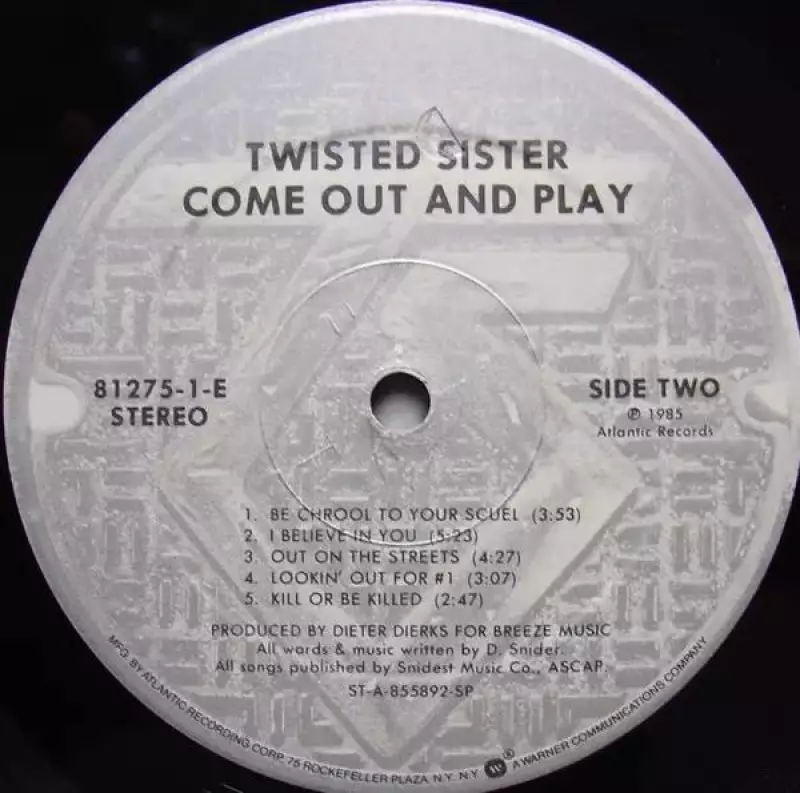 TWISTED SISTER
COME OUT AND PLAY
81275-1-E
STEREO
SIDE TWO
℗ 1985
Atlantic Records
1. BE CHROOL TO YOUR SCUEL (3:53)
2. I BELIEVE IN YOU (5:23)
3. OUT ON THE STREETS (4:27)
4. LOOKIN' OUT FOR #1 (3:07)
5. KILL OR BE KILLED (2:47)
PRODUCED BY DIETER DIERKS FOR BREEZE MUSIC
All words & music written by D. Snider.
All songs published by Snidest Music Co., ASCAP.
ST-A-855892-SP
MFG. BY ATLANTIC RECORDING CORP. 75 ROCKEFELLER PLAZA N.Y. N.Y. ® A WARNER COMMUNICATIONS COMPANY